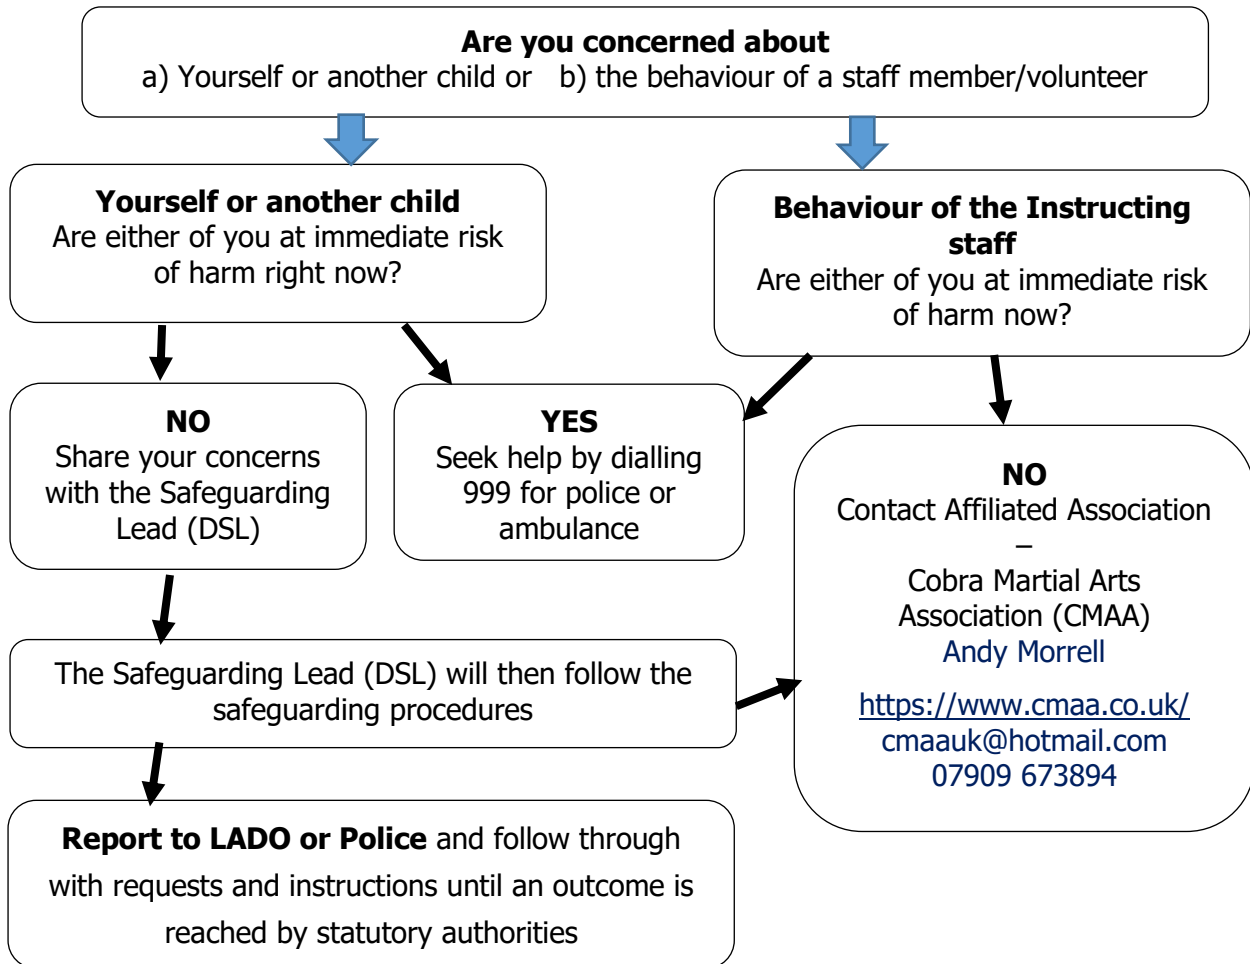 Are you concerned about
a) Yourself or another child or b) the behaviour of a staff member/volunteer
Yourself or another child
Are either of you at immediate risk
of harm right now?
Behaviour of the Instructing
staff
Are either of you at immediate risk
of harm now?
NO
Share your concerns
with the Safeguarding
Lead (DSL)
YES
Seek help by dialling
999 for police or
ambulance
NO
Contact Affiliated Association
–
Cobra Martial Arts
Association (CMAA)
Andy Morrell
https://www.cmaa.co.uk/
cmaauk@hotmail.com
07909 673894
The Safeguarding Lead (DSL) will then follow the
safeguarding procedures
Report to LADO or Police and follow through
with requests and instructions until an outcome is
reached by statutory authorities